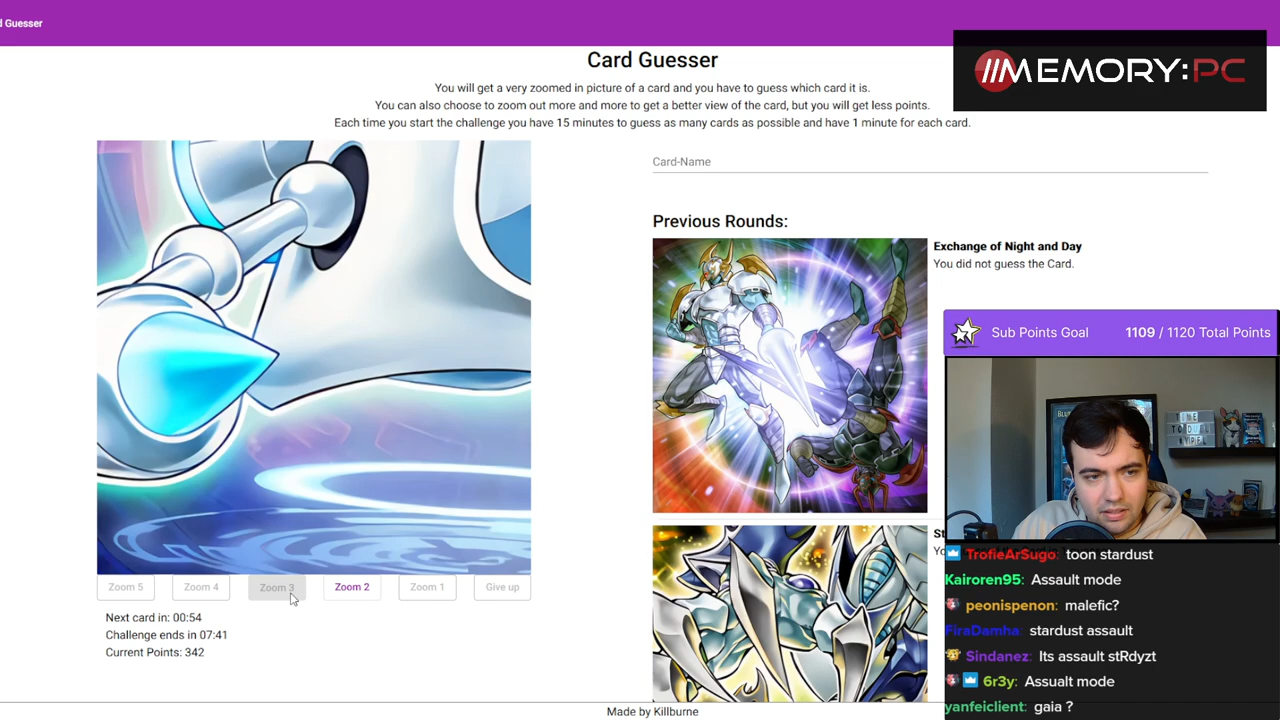 d Guesser
//MEMORY:PC
Card Guesser
You will get a very zoomed in picture of a card and you have to guess which card it is.
You can also choose to zoom out more and more to get a better view of the card, but you will get less points.
Each time you start the challenge you have 15 minutes to guess as many cards as possible and have 1 minute for each card.
Card-Name
Previous Rounds:
Exchange of Night and Day
You did not guess the Card.
Sub Points Goal 1109 / 1120 Total Points
St
Yo
TrofieArSugo: toon stardust
Kairoren95: Assault mode
peonispenon: malefic?
FiraDamha: stardust assault
Sindanez: Its assault stRdyzt
6r3y: Assualt mode
yanfeiclient: gaia ?
Zoom 5 Zoom 4 Zoom 3 Zoom 2 Zoom 1 Give up
Next card in: 00:54
Challenge ends in 07:41
Current Points: 342
Made by Killburne